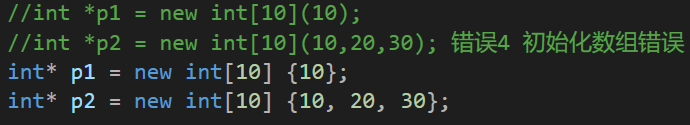 //int *p1 = new int[10](10);
//int *p2 = new int[10](10,20,30); 错误4 初始化数组错误
int* p1 = new int[10] {10};
int* p2 = new int[10] {10, 20, 30};